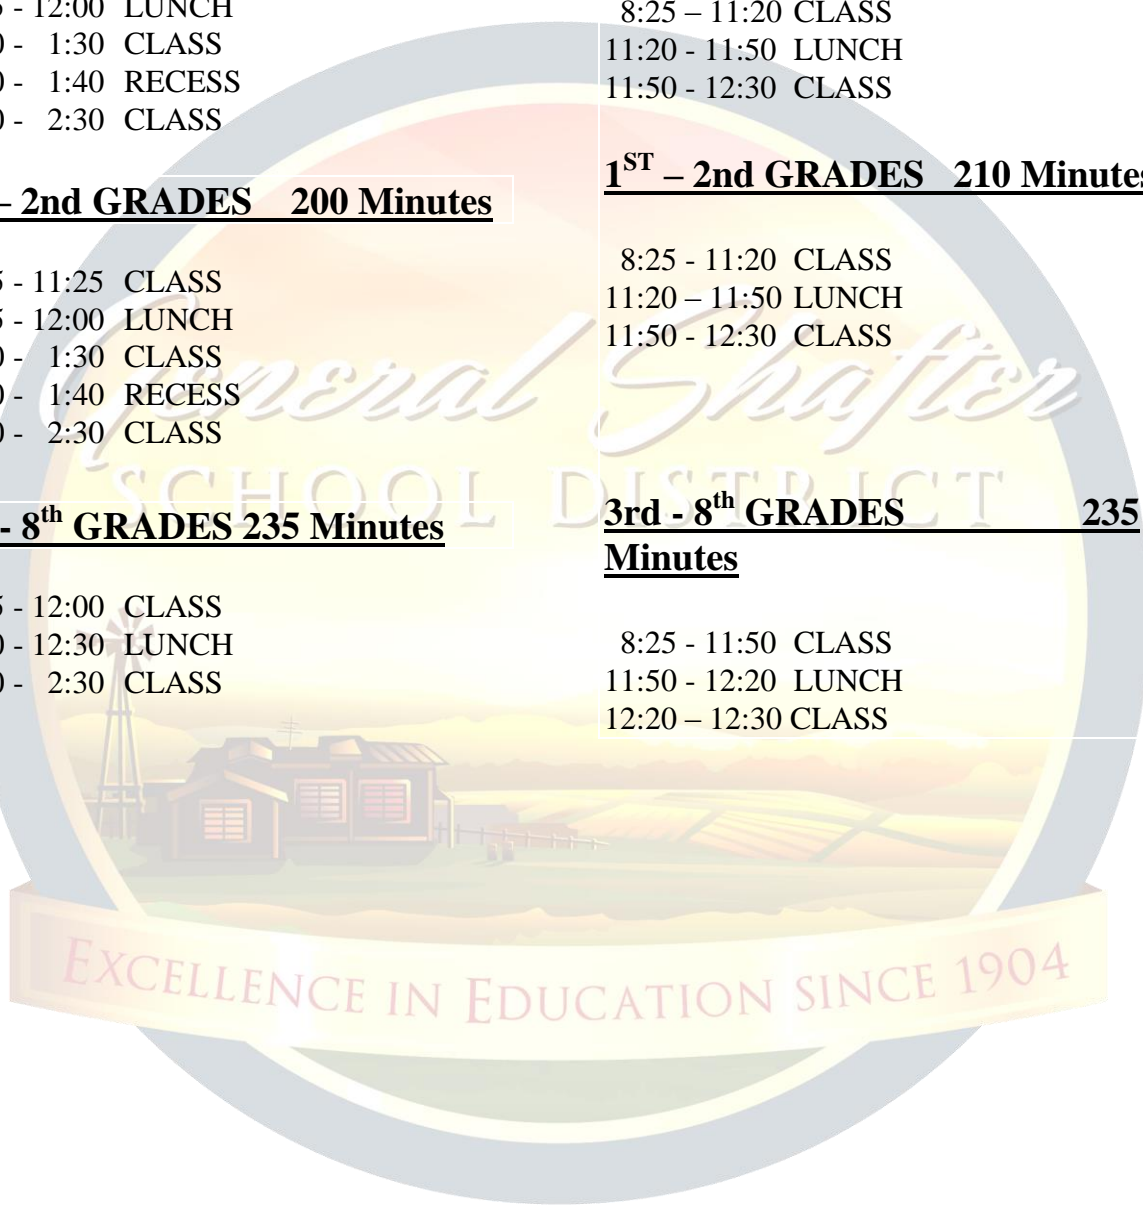 - 12:00 LUNCH
- 1:30 CLASS
- 1:40 RECESS
- 2:30 CLASS
– 2nd GRADES 200 Minutes
- 11:25 CLASS
- 12:00 LUNCH
- 1:30 CLASS
- 1:40 RECESS
- 2:30 CLASS
- 8th GRADES 235 Minutes
- 12:00 CLASS
- 12:30 LUNCH
- 2:30 CLASS
8:25 – 11:20 CLASS
11:20 - 11:50 LUNCH
11:50 - 12:30 CLASS
1ST – 2nd GRADES 210 Minutes
8:25 - 11:20 CLASS
11:20 – 11:50 LUNCH
11:50 - 12:30 CLASS
3rd - 8th GRADES 235
Minutes
8:25 - 11:50 CLASS
11:50 - 12:20 LUNCH
12:20 – 12:30 CLASS
General Shafter
SCHOOL DISTRICT
EXCELLENCE IN EDUCATION SINCE 1904